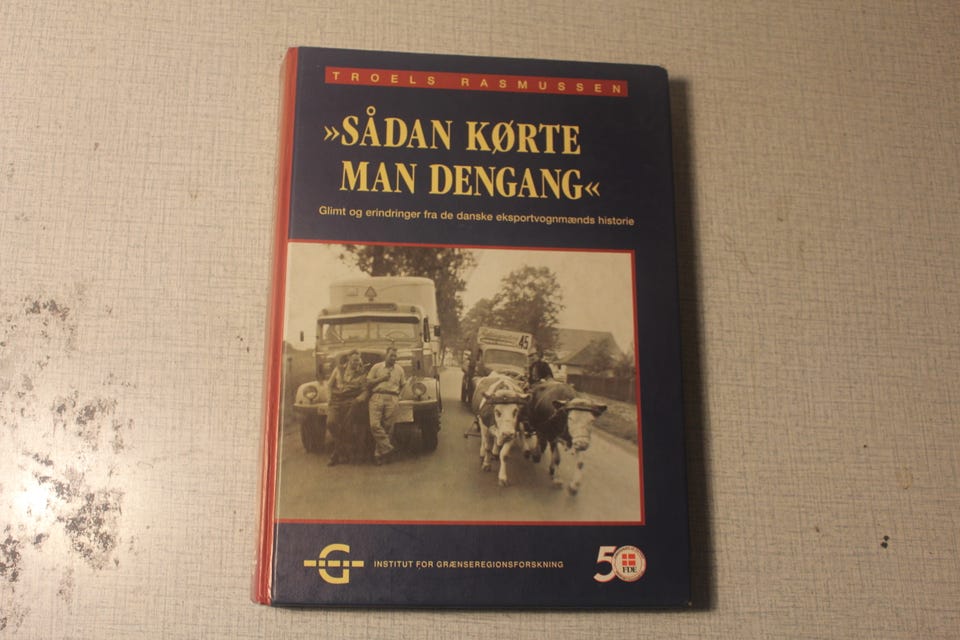 TROELS RASMUSSEN
»SÅDAN KØRTE
MAN DENGANG«
Glimt og erindringer fra de danske eksportvognmænds historie
45
G
INSTITUT FOR GRÆNSEREGIONSFORSKNING
50
FDE